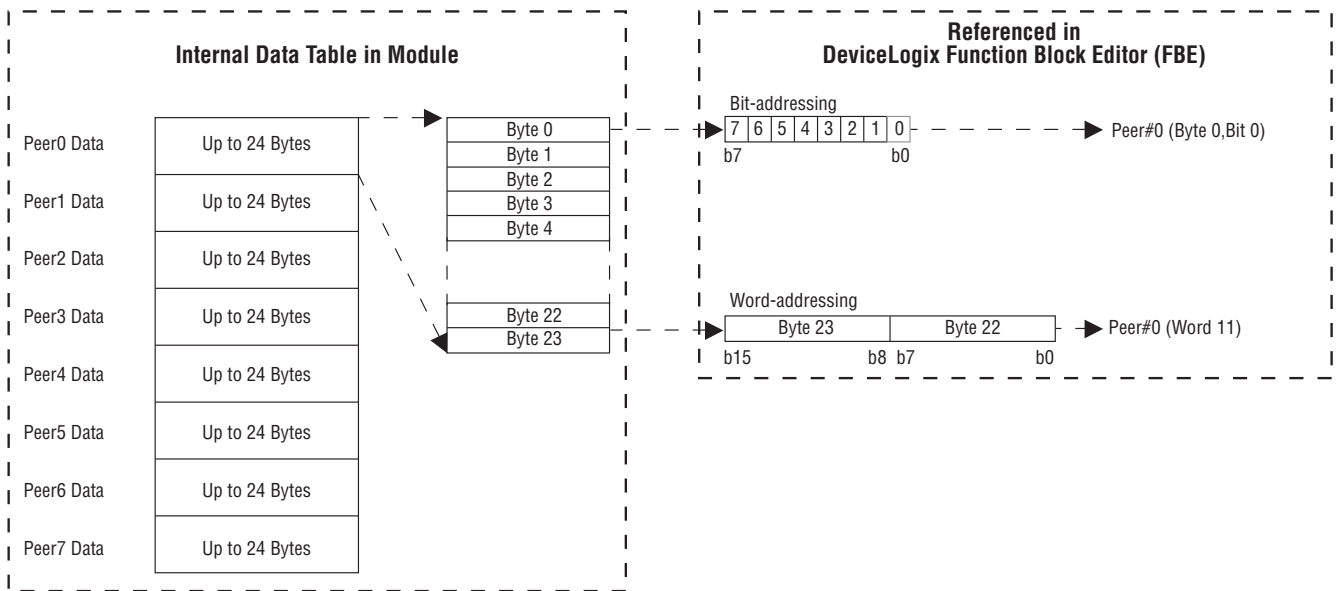 Internal Data Table in Module
Peer0 Data
Up to 24 Bytes
Peer1 Data
Up to 24 Bytes
Peer2 Data
Up to 24 Bytes
Peer3 Data
Up to 24 Bytes
Peer4 Data
Up to 24 Bytes
Peer5 Data
Up to 24 Bytes
Peer6 Data
Up to 24 Bytes
Peer7 Data
Up to 24 Bytes
Byte 0
Byte 1
Byte 2
Byte 3
Byte 4
Byte 22
Byte 23
Referenced in
DeviceLogix Function Block Editor (FBE)
Bit-addressing
7 6 5 4 3 2 1 0
b7 b0
Peer#0 (Byte 0,Bit 0)
Word-addressing
Byte 23 Byte 22
b15 b8 b7 b0
Peer#0 (Word 11)